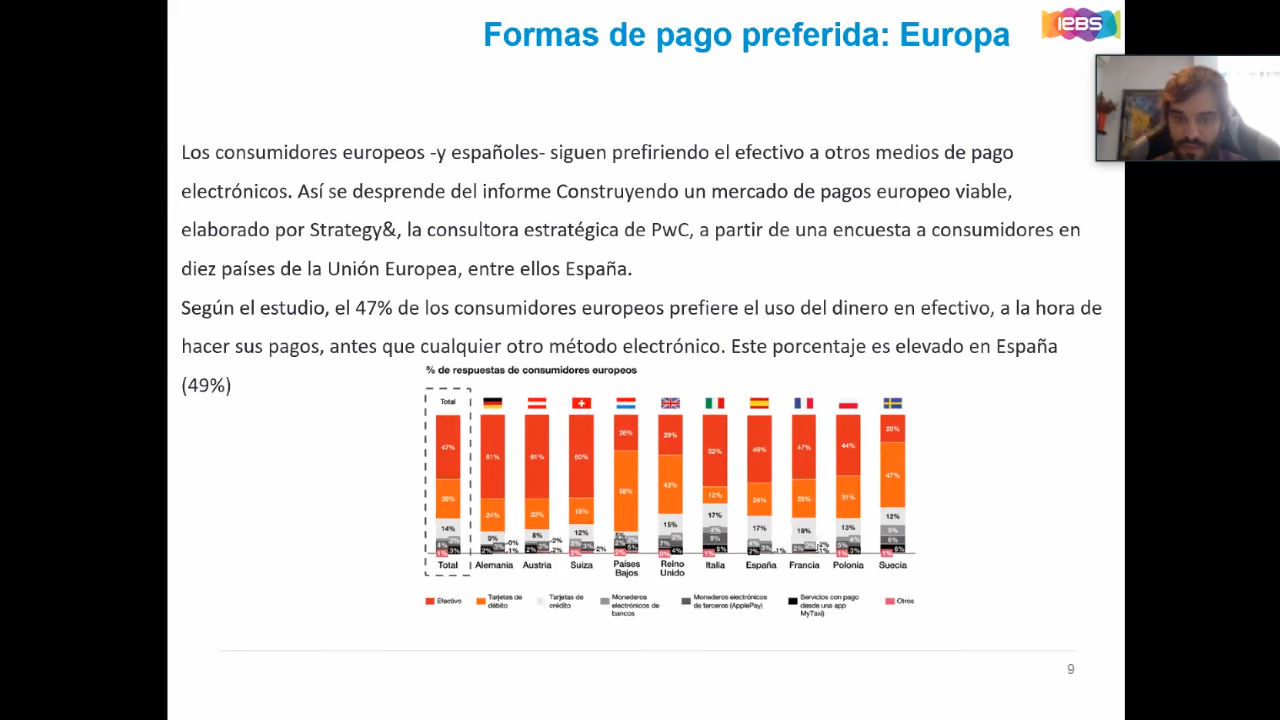 Formas de pago preferida: Europa
iEBS
Los consumidores europeos -y españoles- siguen prefiriendo el efectivo a otros medios de pago
electrónicos. Así se desprende del informe Construyendo un mercado de pagos europeo viable,
elaborado por Strategy&, la consultora estratégica de PwC, a partir de una encuesta a consumidores en
diez países de la Unión Europea, entre ellos España.
Según el estudio, el 47% de los consumidores europeos prefiere el uso del dinero en efectivo, a la hora de
hacer sus pagos, antes que cualquier otro método electrónico. Este porcentaje es elevado en España
(49%)
% de respuestas de consumidores europeos
Total
47% 61% 61% 60% 26% 29% 52% 49% 47% 44% 20%
24% 22% 19% 58% 43% 12% 24% 31% 47%
14% 9% 8% 12% 15% 17% 17% 18% 13% 12%
Total Alemania Austria Suiza Países Bajos Reino Unido Italia España Francia Polonia Suecia
Efectivo
Tarjetas de débito
Tarjetas de crédito
Monederos electrónicos de bancos
Monederos electrónicos de terceros (ApplePay)
Servicios con pago desde una app MyTaxi)
Otros
9